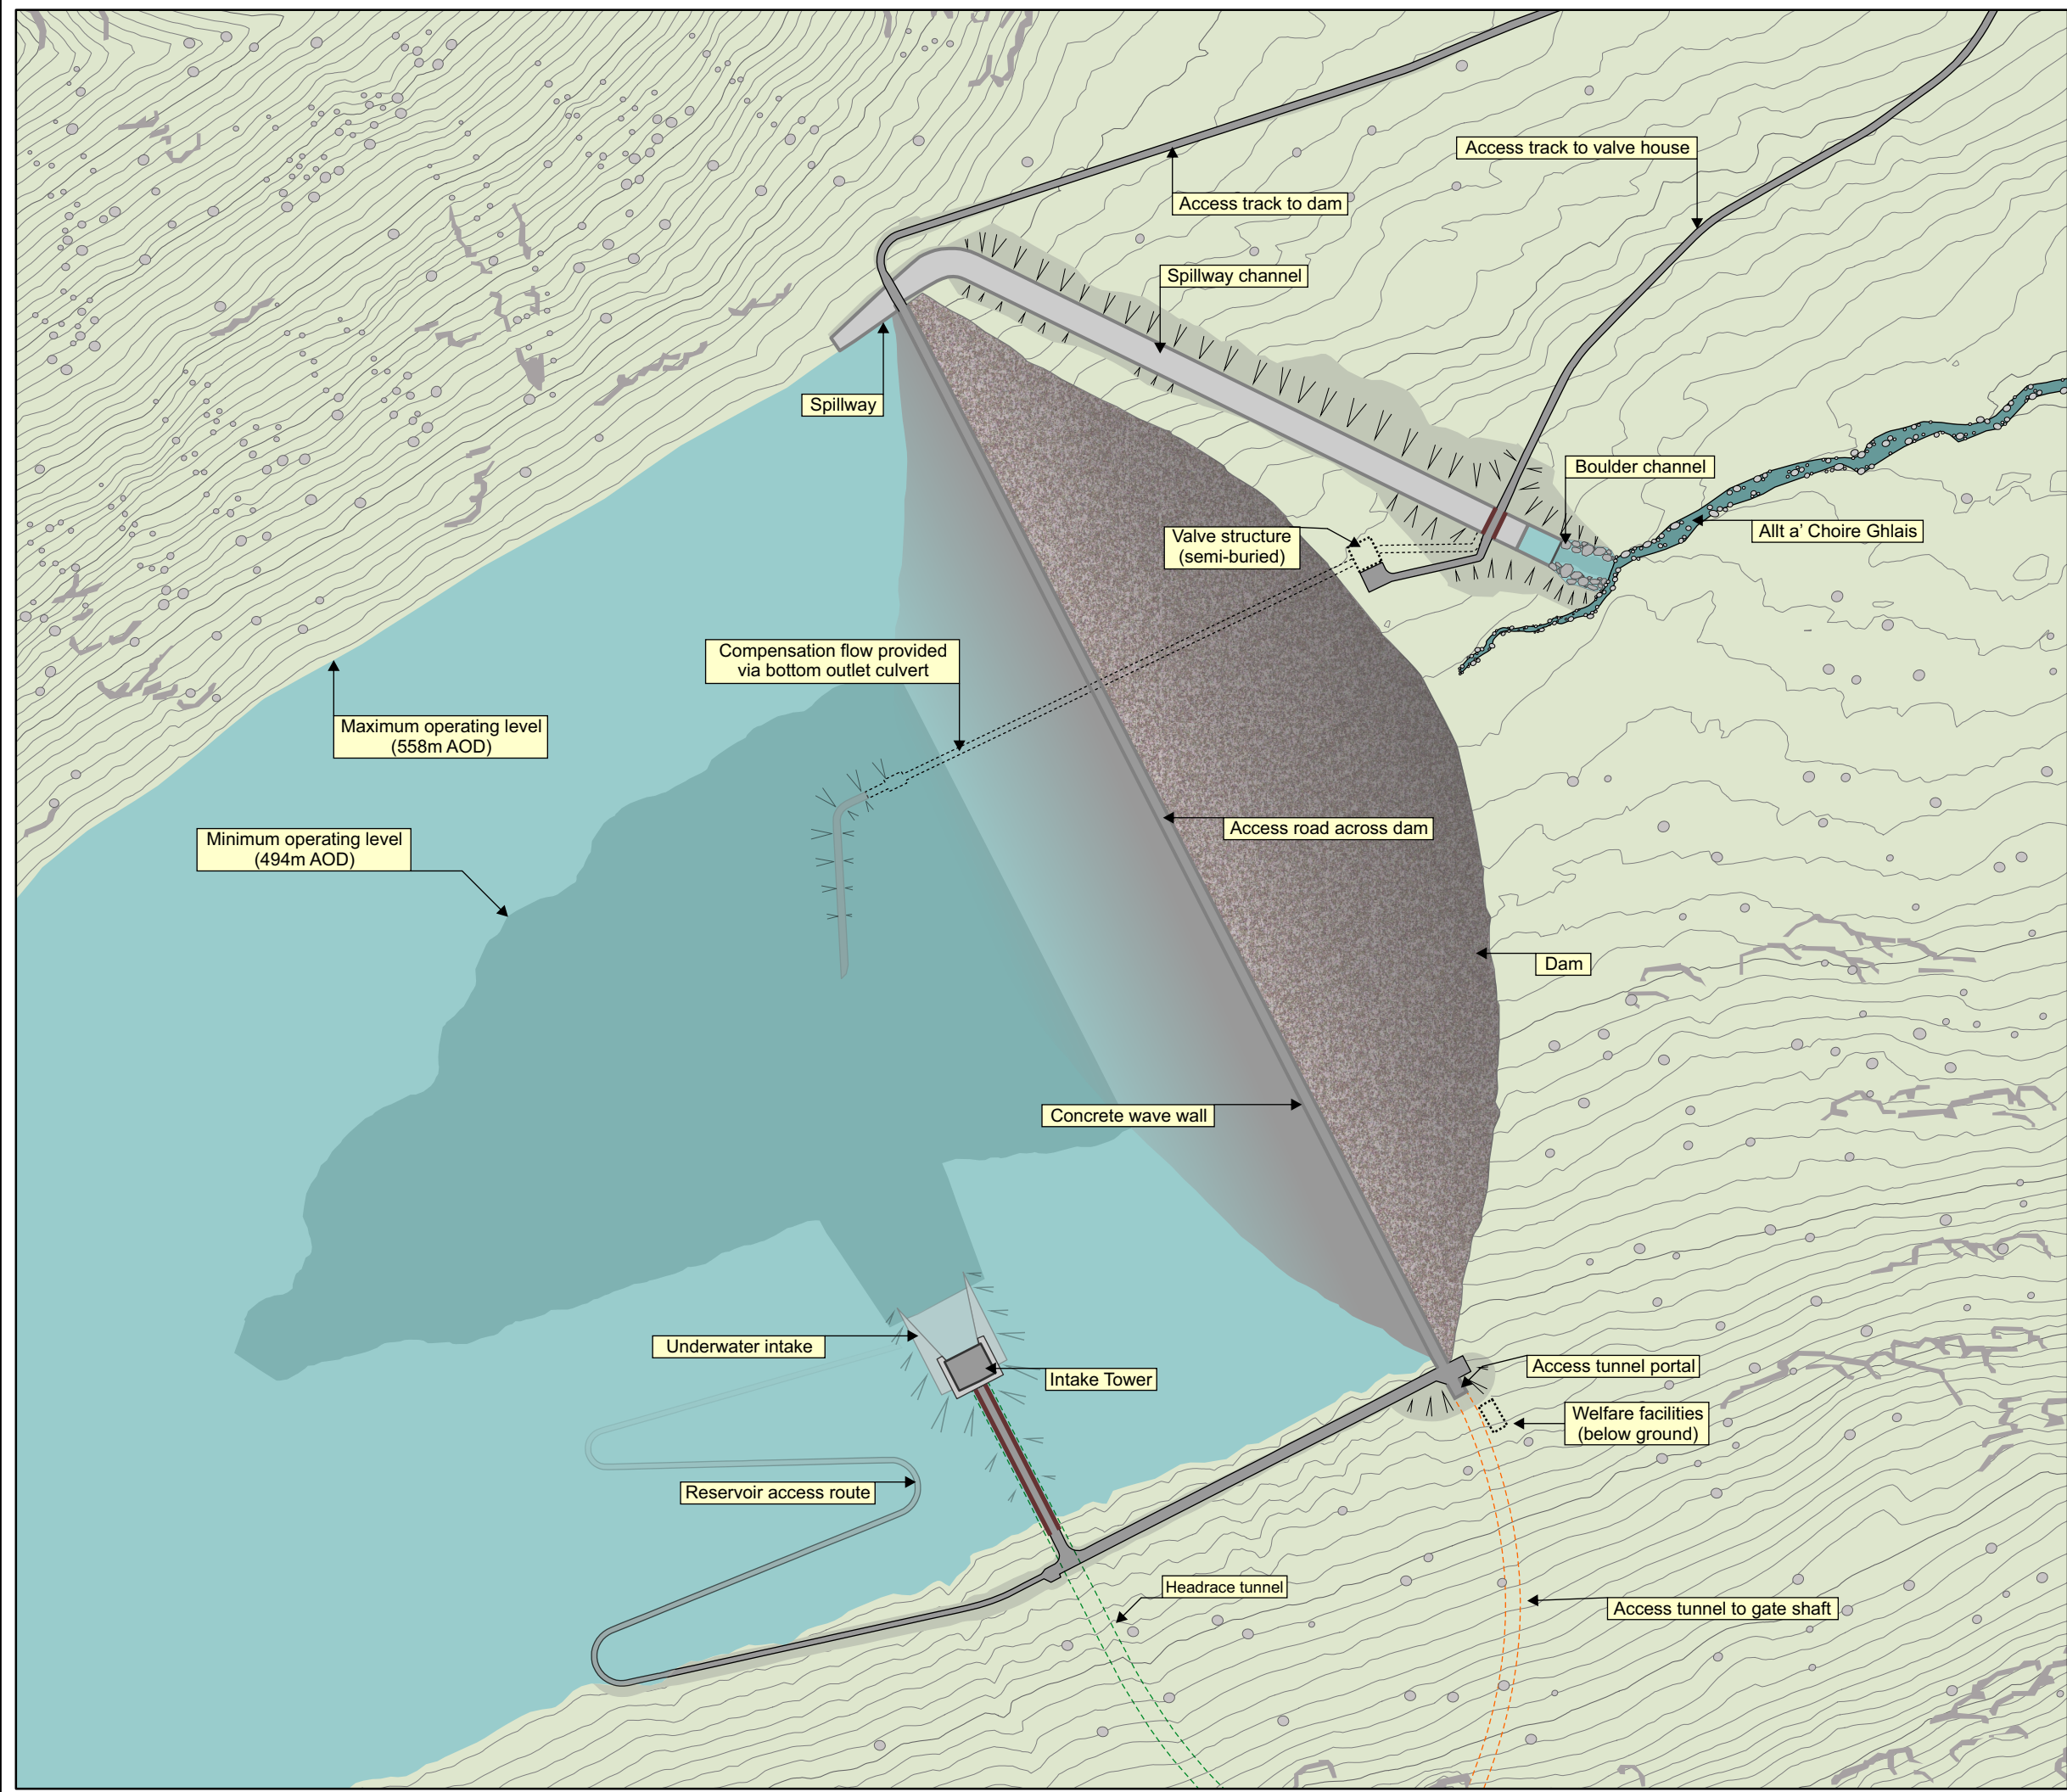 Access track to valve house
Access track to dam
Spillway channel
Spillway
Boulder channel
Allt a' Choire Ghlais
Valve structure
(semi-buried)
Compensation flow provided
via bottom outlet culvert
Maximum operating level
(558m AOD)
Minimum operating level
(494m AOD)
Access road across dam
Dam
Concrete wave wall
Underwater intake
Intake Tower
Access tunnel portal
Welfare facilities
(below ground)
Reservoir access route
Headrace tunnel
Access tunnel to gate shaft